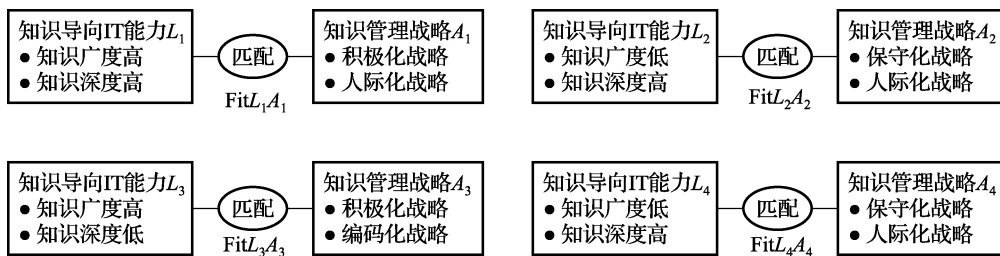 知识导向IT能力L₁
● 知识广度高
● 知识深度高
匹配
FitL₁A₁
知识管理战略A₁
● 积极化战略
● 人际化战略
知识导向IT能力L₂
● 知识广度低
● 知识深度高
匹配
FitL₂A₂
知识管理战略A₂
● 保守化战略
● 人际化战略
知识导向IT能力L₃
● 知识广度高
● 知识深度低
匹配
FitL₃A₃
知识管理战略A₃
● 积极化战略
● 编码化战略
知识导向IT能力L₄
● 知识广度低
● 知识深度高
匹配
FitL₄A₄
知识管理战略A₄
● 保守化战略
● 人际化战略